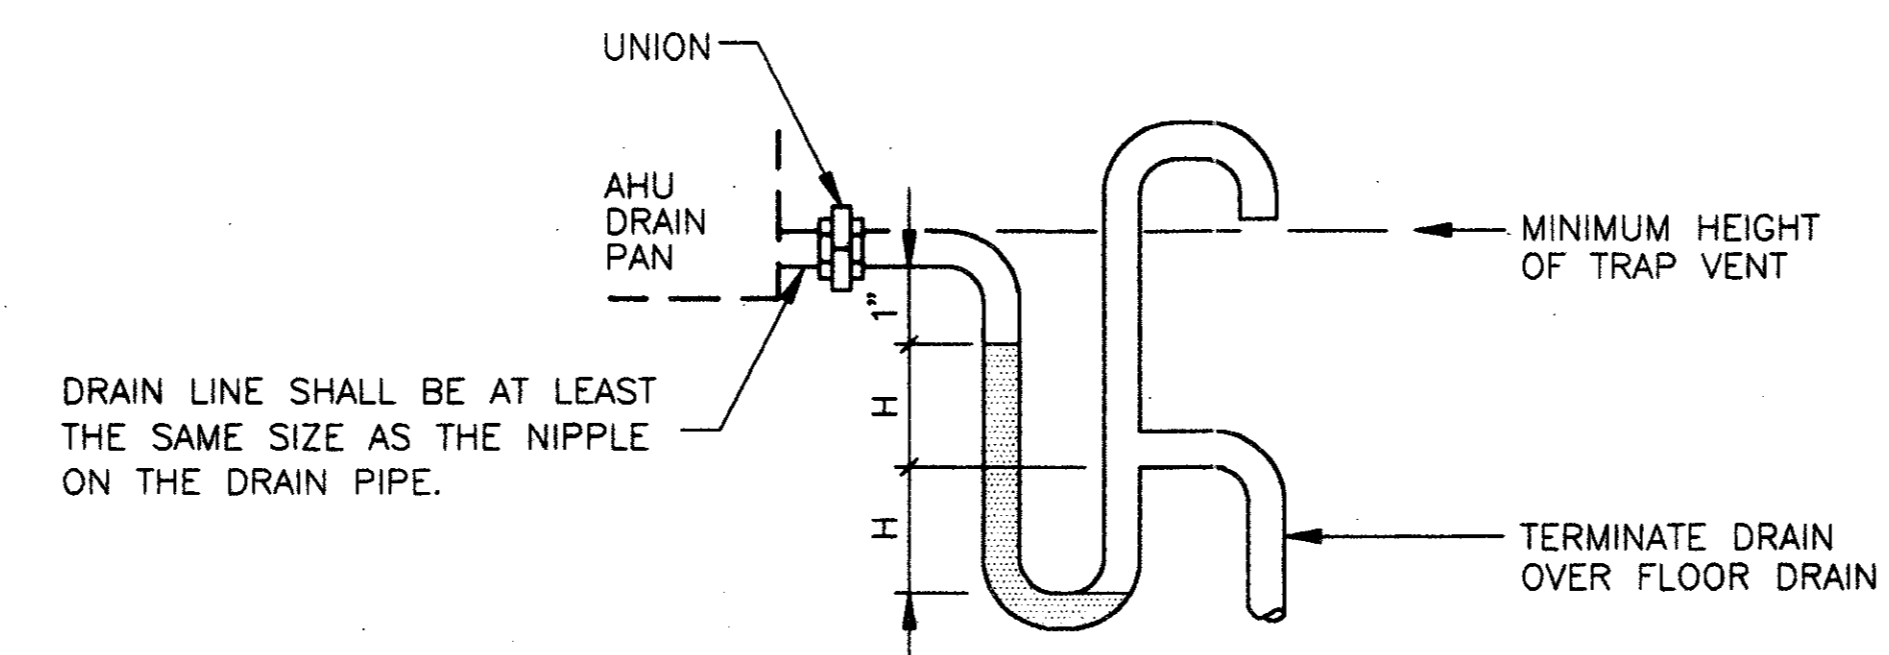 UNION
AHU
DRAIN
PAN
MINIMUM HEIGHT
OF TRAP VENT
1"
H
H
DRAIN LINE SHALL BE AT LEAST
THE SAME SIZE AS THE NIPPLE
ON THE DRAIN PIPE.
TERMINATE DRAIN
OVER FLOOR DRAIN